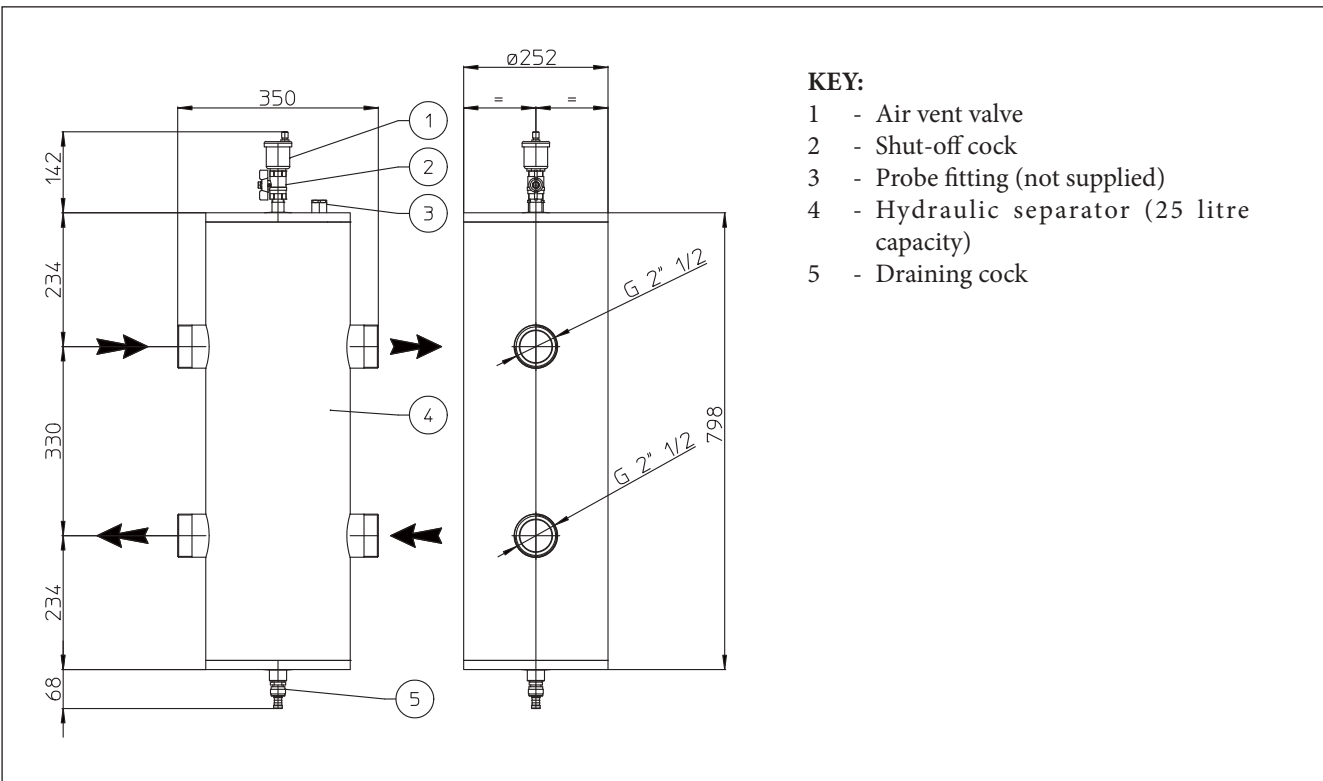 ø252
350
=
=
142
1
2
3
234
G 2" 1/2
330
4
798
G 2" 1/2
234
68
5
KEY:
1 - Air vent valve
2 - Shut-off cock
3 - Probe fitting (not supplied)
4 - Hydraulic separator (25 litre
capacity)
5 - Draining cock